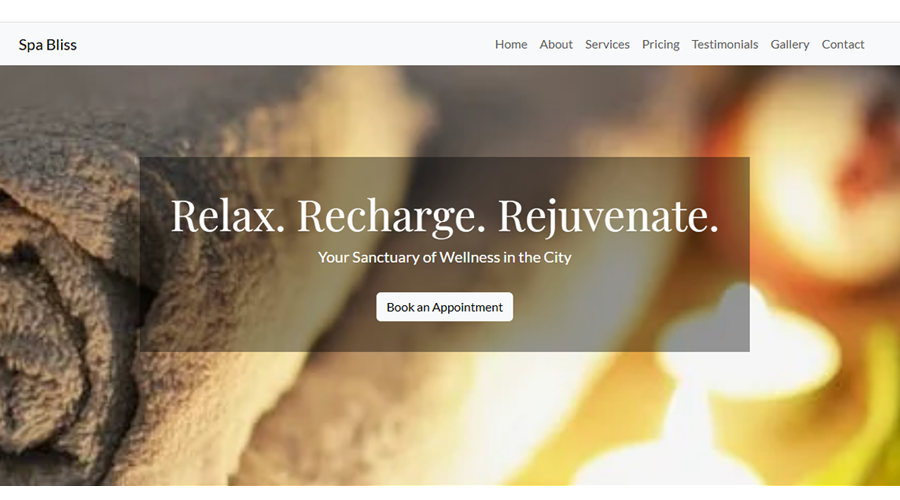 Spa Bliss
Home About Services Pricing Testimonials Gallery Contact
Relax. Recharge. Rejuvenate.
Your Sanctuary of Wellness in the City
Book an Appointment